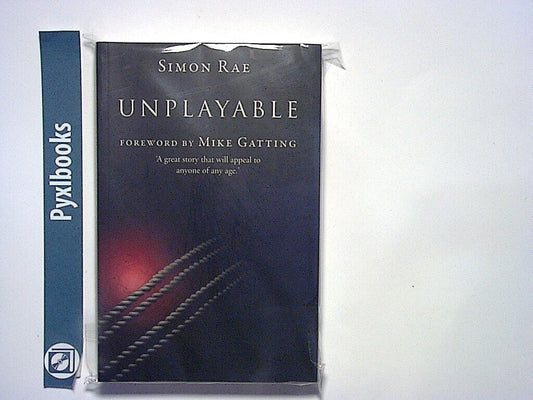 Pyxlbooks
SIMON RAE
UNPLAYABLE
FOREWORD BY MIKE GATTING
'A great story that will appeal to
anyone of any age.'